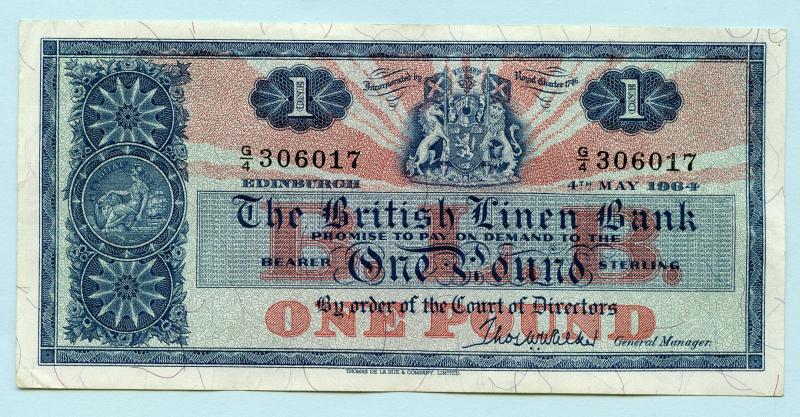 1 Incorporated by Royal Charter 1746 1
G/4 306017 G/4 306017
EDINBURGH 4TH MAY 1964
The British Linen Bank
PROMISE TO PAY ON DEMAND TO THE
B.L.B.
BEARER One Pound STERLING
By order of the Court of Directors
ONE POUND
Thos W Walker General Manager.
THOMAS DE LA RUE & COMPANY, LIMITED.